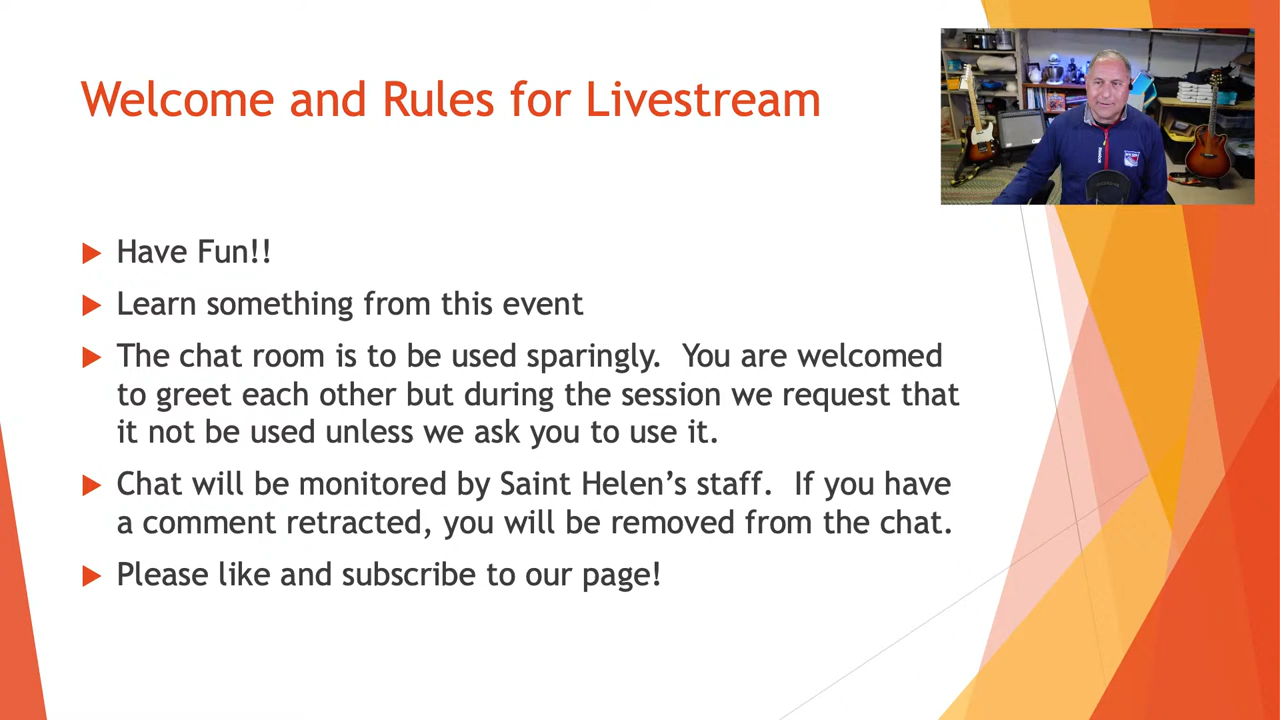 Welcome and Rules for Livestream
Have Fun!!
Learn something from this event
The chat room is to be used sparingly. You are welcomed
to greet each other but during the session we request that
it not be used unless we ask you to use it.
Chat will be monitored by Saint Helen's staff. If you have
a comment retracted, you will be removed from the chat.
Please like and subscribe to our page!